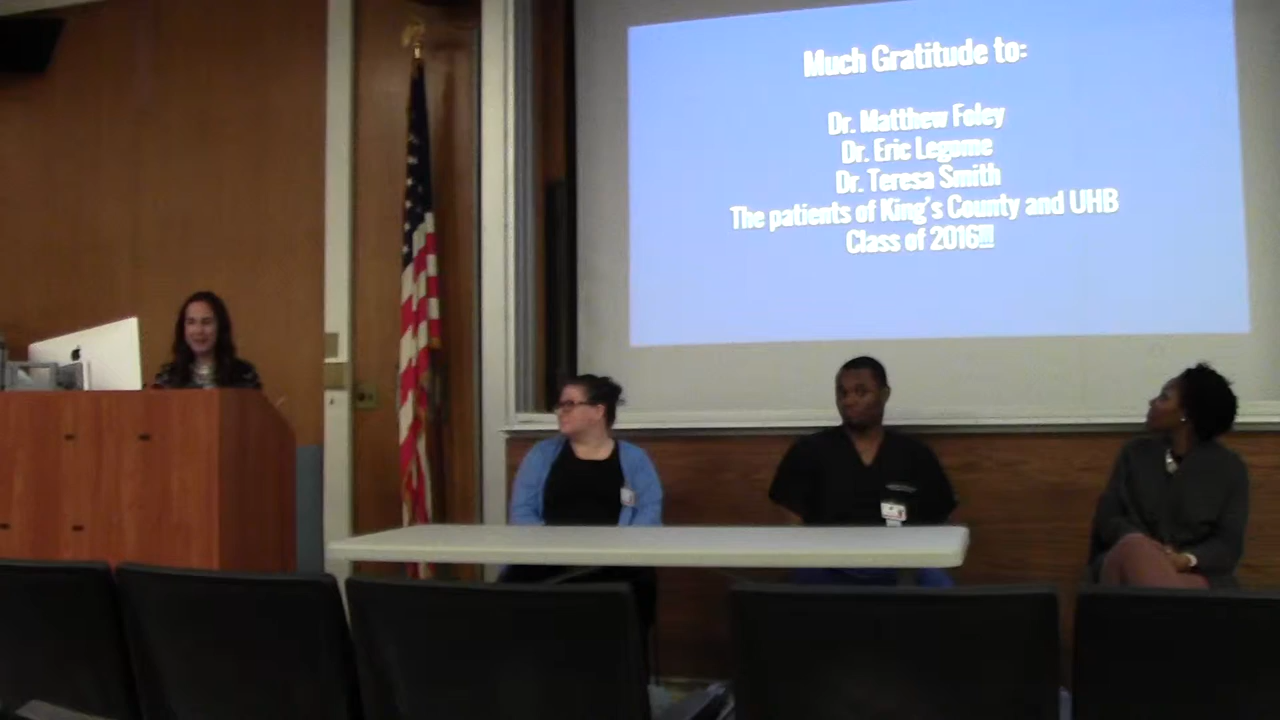 Much Gratitude to:
Dr. Matthew Foley
Dr. Eric Legome
Dr. Teresa Smith
The patients of King's County and UHB
Class of 2016!!!